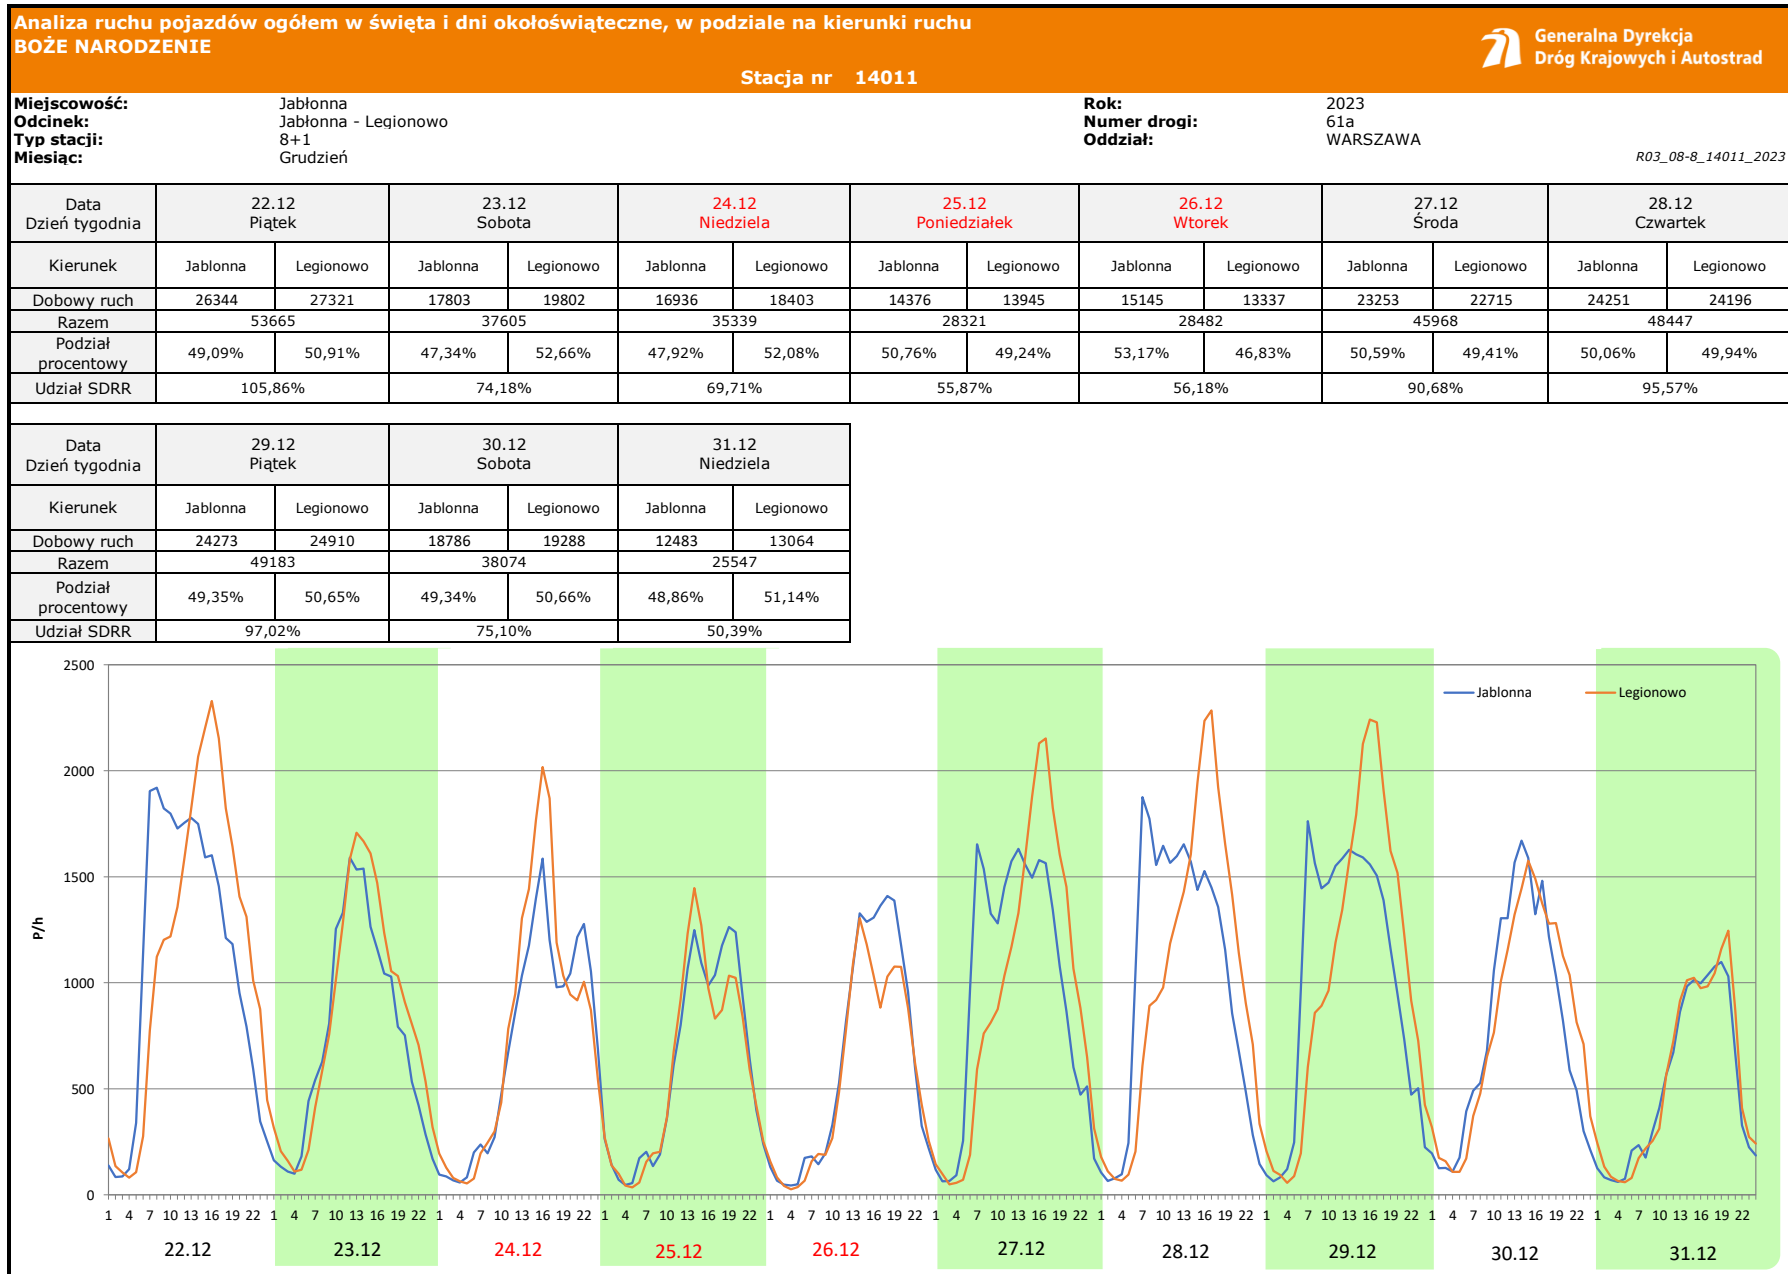 Analiza ruchu pojazdów ogółem w święta i dni okołoświąteczne, w podziale na kierunki ruchu
BOŻE NARODZENIE
Generalna Dyrekcja
Dróg Krajowych i Autostrad
Stacja nr 14011
Miejscowość: Jabłonna Rok: 2023
Odcinek: Jabłonna - Legionowo Numer drogi: 61a
Typ stacji: 8+1 Oddział: WARSZAWA
Miesiąc: Grudzień R03_08-8_14011_2023
Data 22.12 23.12 24.12 25.12 26.12 27.12 28.12
Dzień tygodnia Piątek Sobota Niedziela Poniedziałek Wtorek Środa Czwartek
Kierunek Jablonna Legionowo Jablonna Legionowo Jablonna Legionowo Jablonna Legionowo Jablonna Legionowo Jablonna Legionowo Jablonna Legionowo
Dobowy ruch 26344 27321 17803 19802 16936 18403 14376 13945 15145 13337 23253 22715 24251 24196
Razem 53665 37605 35339 28321 28482 45968 48447
Podział
procentowy 49,09% 50,91% 47,34% 52,66% 47,92% 52,08% 50,76% 49,24% 53,17% 46,83% 50,59% 49,41% 50,06% 49,94%
Udział SDRR 105,86% 74,18% 69,71% 55,87% 56,18% 90,68% 95,57%
Data 29.12 30.12 31.12
Dzień tygodnia Piątek Sobota Niedziela
Kierunek Jablonna Legionowo Jablonna Legionowo Jablonna Legionowo
Dobowy ruch 24273 24910 18786 19288 12483 13064
Razem 49183 38074 25547
Podział
procentowy 49,35% 50,65% 49,34% 50,66% 48,86% 51,14%
Udział SDRR 97,02% 75,10% 50,39%
2500
Jablonna Legionowo
2000
1500
P/h
1000
500
0
1 4 7 10 13 16 19 22 1 4 7 10 13 16 19 22 1 4 7 10 13 16 19 22 1 4 7 10 13 16 19 22 1 4 7 10 13 16 19 22 1 4 7 10 13 16 19 22 1 4 7 10 13 16 19 22 1 4 7 10 13 16 19 22 1 4 7 10 13 16 19 22 1 4 7 10 13 16 19 22
22.12 23.12 24.12 25.12 26.12 27.12 28.12 29.12 30.12 31.12